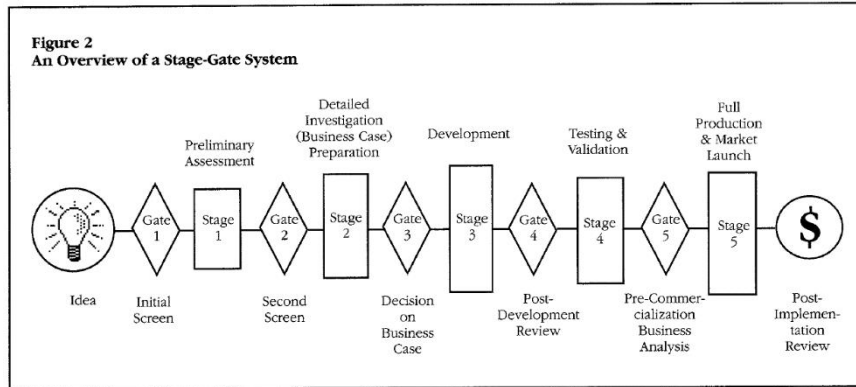 Figure 2
An Overview of a Stage-Gate System
Preliminary
Assessment
Detailed
Investigation
(Business Case)
Preparation
Development
Testing &
Validation
Full
Production
& Market
Launch
Gate
1
Stage
1
Gate
2
Stage
2
Gate
3
Stage
3
Gate
4
Stage
4
Gate
5
Stage
5
$
Idea
Initial
Screen
Second
Screen
Decision
on
Business
Case
Post-
Development
Review
Pre-Commer-
cialization
Business
Analysis
Post-
Implemen-
tation
Review